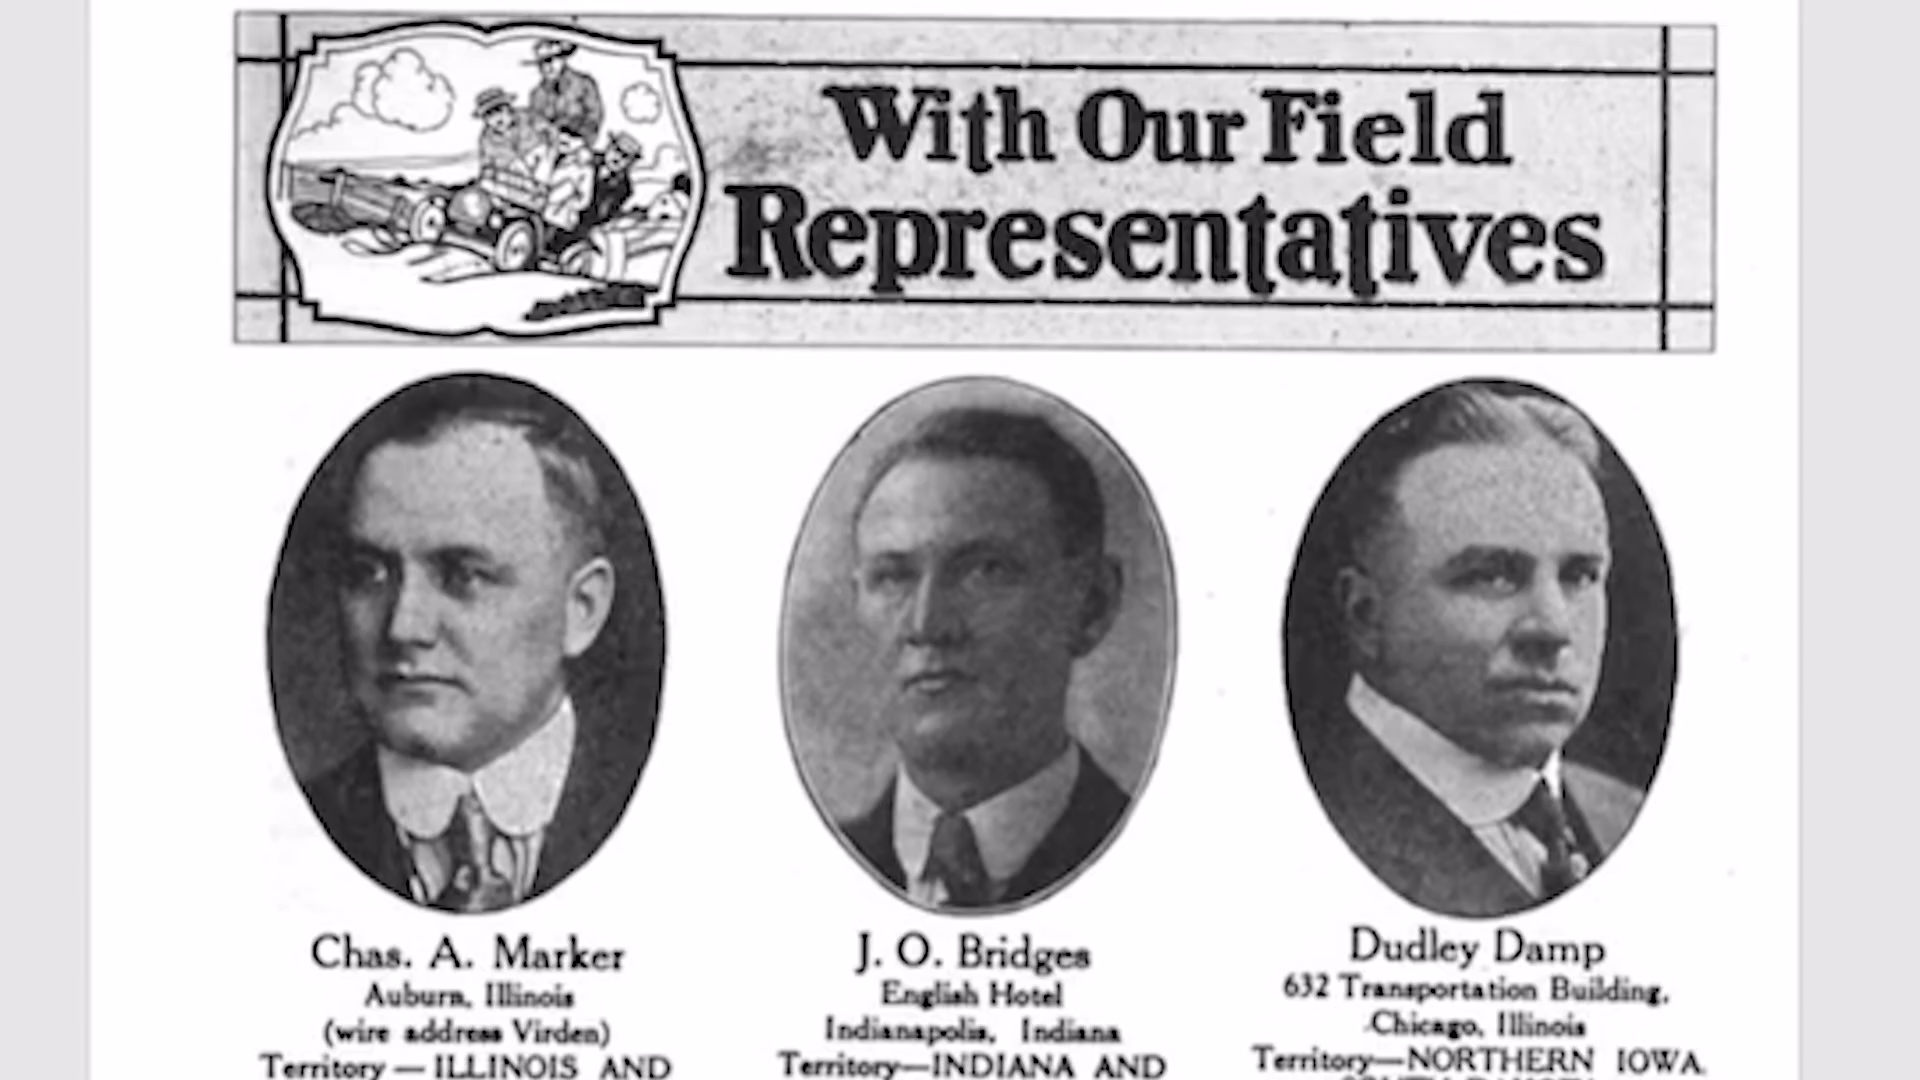 With Our Field
Representatives
Chas. A. Marker
Auburn, Illinois
(wire address Virden)
Territory — ILLINOIS AND
J. O. Bridges
English Hotel
Indianapolis, Indiana
Territory—INDIANA AND
Dudley Damp
632 Transportation Building,
Chicago, Illinois
Territory—NORTHERN IOWA.